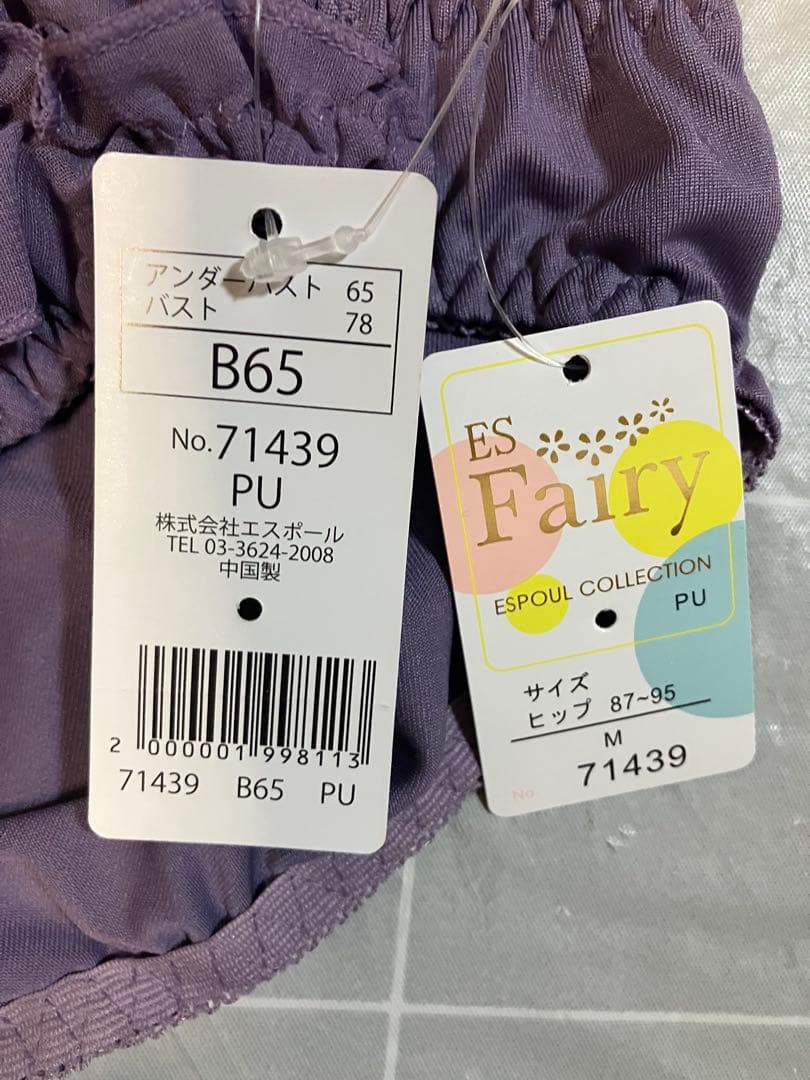 アンダーバスト 65
バスト 78
B65
No.71439
PU
株式会社エスポール
TEL 03-3624-2008
中国製
2 000001 998113
71439 B65 PU
ES
Fairy
ESPOUL COLLECTION
PU
サイズ
ヒップ 87~95
M
No. 71439